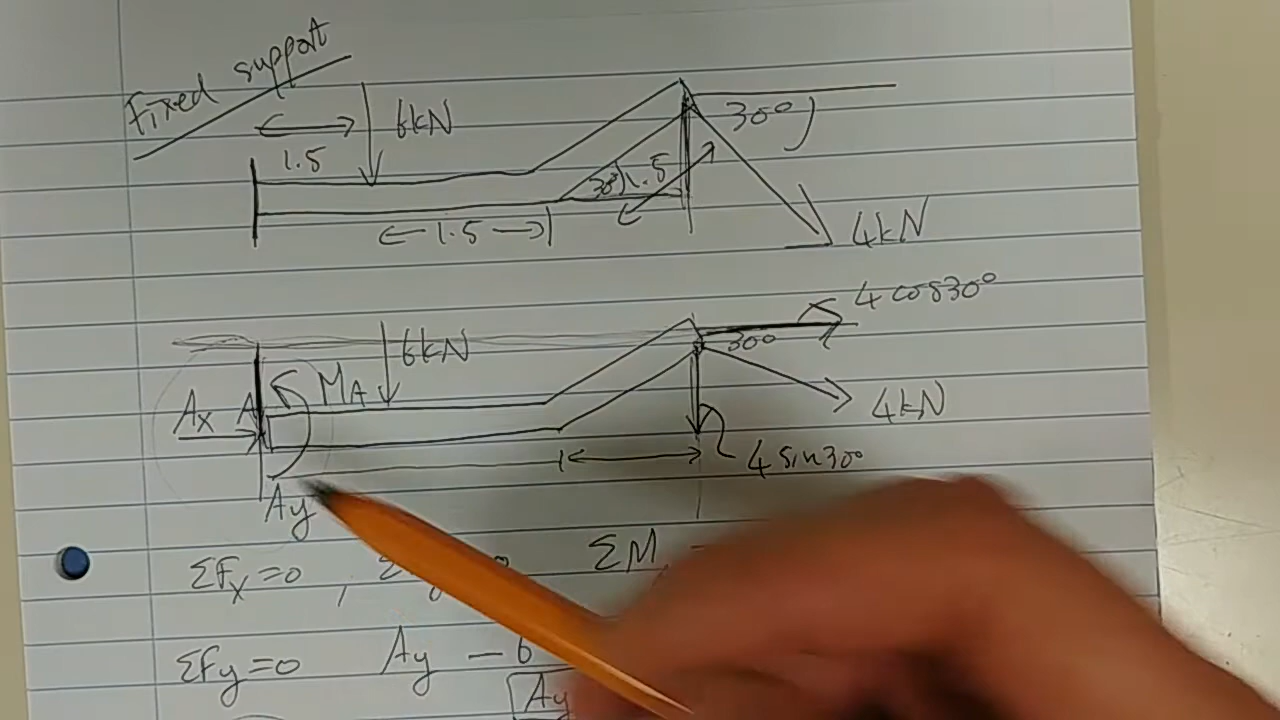 Fixed support
6kN
1.5
30°
30° 1.5
1.5
4kN
4 cos30°
6kN
30°
MA
Ax A
4kN
4 sin30°
Ay
ΣFx=0 ,
ΣM
ΣFy=0 Ay - 6
Ay